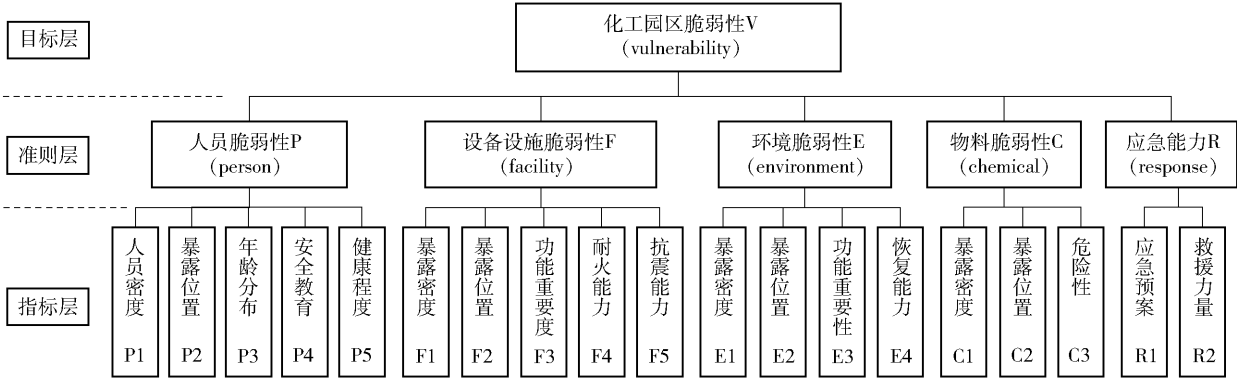 目标层
化工园区脆弱性V
(vulnerability)
准则层
人员脆弱性P
(person)
设备设施脆弱性F
(facility)
环境脆弱性E
(environment)
物料脆弱性C
(chemical)
应急能力R
(response)
指标层
人员密度 P1
暴露位置 P2
年龄分布 P3
安全教育 P4
健康程度 P5
暴露密度 F1
暴露位置 F2
功能重要度 F3
耐火能力 F4
抗震能力 F5
暴露密度 E1
暴露位置 E2
功能重要性 E3
恢复能力 E4
暴露密度 C1
暴露位置 C2
危险性 C3
应急预案 R1
救援力量 R2